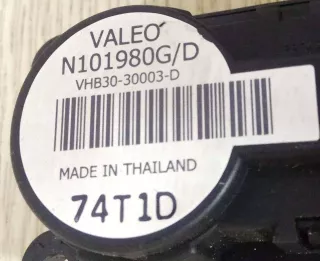 VALEO
N101980G/D
VHB30-30003-D
MADE IN THAILAND
74T1D